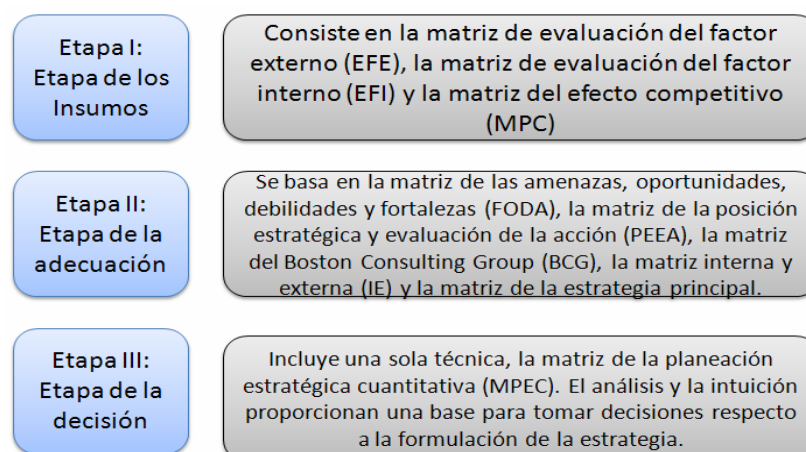 Etapa I:
Etapa de los
Insumos
Consiste en la matriz de evaluación del factor
externo (EFE), la matriz de evaluación del factor
interno (EFI) y la matriz del efecto competitivo
(MPC)
Etapa II:
Etapa de la
adecuación
Se basa en la matriz de las amenazas, oportunidades,
debilidades y fortalezas (FODA), la matriz de la posición
estratégica y evaluación de la acción (PEEA), la matriz
del Boston Consulting Group (BCG), la matriz interna y
externa (IE) y la matriz de la estrategia principal.
Etapa III:
Etapa de la
decisión
Incluye una sola técnica, la matriz de la planeación
estratégica cuantitativa (MPEC). El análisis y la intuición
proporcionan una base para tomar decisiones respecto
a la formulación de la estrategia.